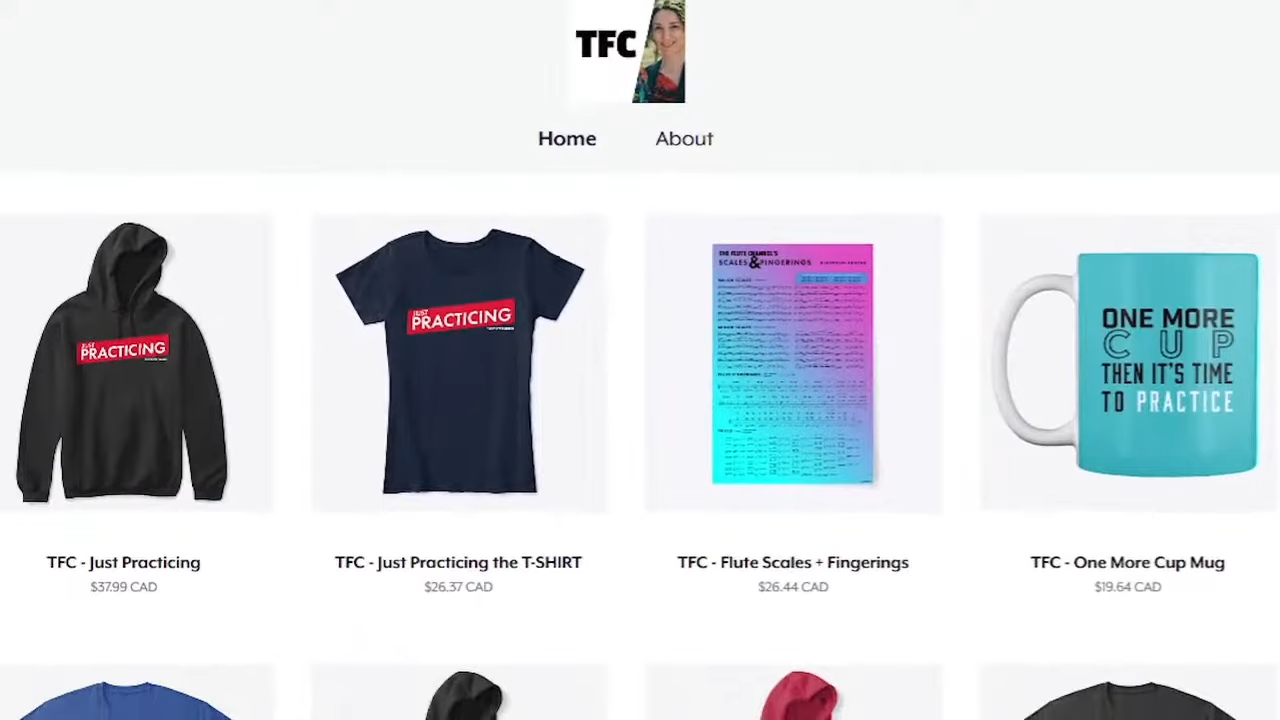 TFC
Home
About
JUST
PRACTICING
JUST
PRACTICING
THE FLUTE CHANNEL'S
SCALES & FINGERINGS
ONE MORE
CUP
THEN IT'S TIME
TO PRACTICE
TFC - Just Practicing
TFC - Just Practicing the T-SHIRT
TFC - Flute Scales + Fingerings
TFC - One More Cup Mug
$37.99 CAD
$26.37 CAD
$26.44 CAD
$19.64 CAD